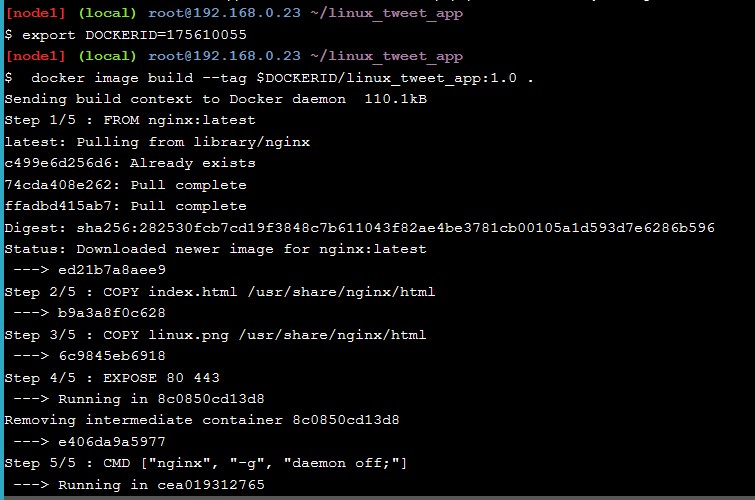 [node1] (local) root@192.168.0.23 ~/linux_tweet_app
$ export DOCKERID=175610055
[node1] (local) root@192.168.0.23 ~/linux_tweet_app
$  docker image build --tag $DOCKERID/linux_tweet_app:1.0 .
Sending build context to Docker daemon  110.1kB
Step 1/5 : FROM nginx:latest
latest: Pulling from library/nginx
c499e6d256d6: Already exists
74cda408e262: Pull complete
ffadbd415ab7: Pull complete
Digest: sha256:282530fcb7cd19f3848c7b611043f82ae4be3781cb00105a1d593d7e6286b596
Status: Downloaded newer image for nginx:latest
 ---> ed21b7a8aee9
Step 2/5 : COPY index.html /usr/share/nginx/html
 ---> b9a3a8f0c628
Step 3/5 : COPY linux.png /usr/share/nginx/html
 ---> 6c9845eb6918
Step 4/5 : EXPOSE 80 443
 ---> Running in 8c0850cd13d8
Removing intermediate container 8c0850cd13d8
 ---> e406da9a5977
Step 5/5 : CMD ["nginx", "-g", "daemon off;"]
 ---> Running in cea019312765